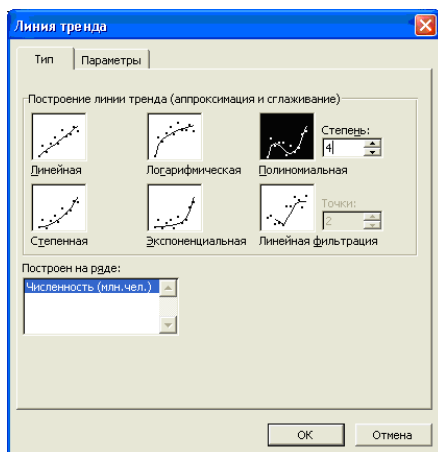 Линия тренда
Тип Параметры
Построение линии тренда (аппроксимация и сглаживание)
Линейная
Логарифмическая
Полиномиальная
Степень:
4
Степенная
Экспоненциальная
Линейная фильтрация
Точки:
2
Построен на ряде:
Численность (млн.чел.)
ОК Отмена